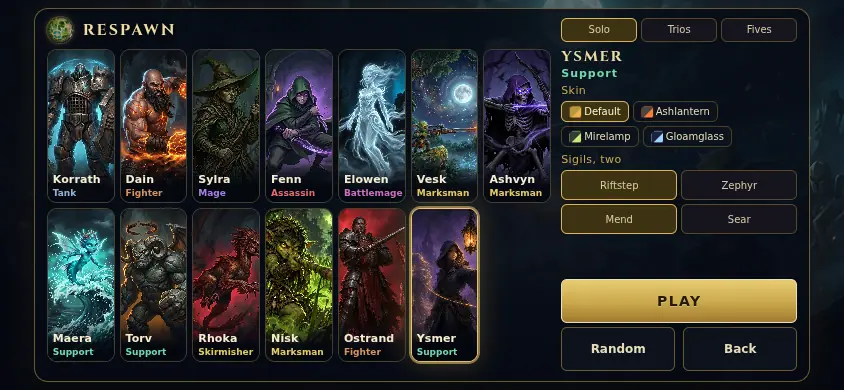 RESPAWN
Korrath
Tank
Dain
Fighter
Sylra
Mage
Fenn
Assassin
Elowen
Battlemage
Vesk
Marksman
Ashvyn
Marksman
Maera
Support
Torv
Support
Rhoka
Skirmisher
Nisk
Marksman
Ostrand
Fighter
Ysmer
Support
Solo
Trios
Fives
YSMER
Support
Skin
Default
Ashlantern
Mirelamp
Gloamglass
Sigils, two
Riftstep
Zephyr
Mend
Sear
PLAY
Random
Back